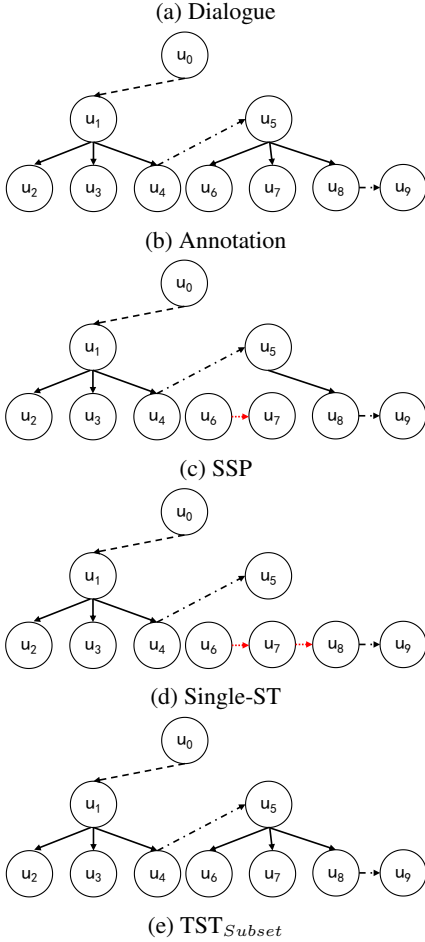 (a) Dialogue
u₀
u₁ u₅
u₂ u₃ u₄ u₆ u₇ u₈ u₉
(b) Annotation
u₀
u₁ u₅
u₂ u₃ u₄ u₆ u₇ u₈ u₉
(c) SSP
u₀
u₁ u₅
u₂ u₃ u₄ u₆ u₇ u₈ u₉
(d) Single-ST
u₀
u₁ u₅
u₂ u₃ u₄ u₆ u₇ u₈ u₉
(e) TST_Subset